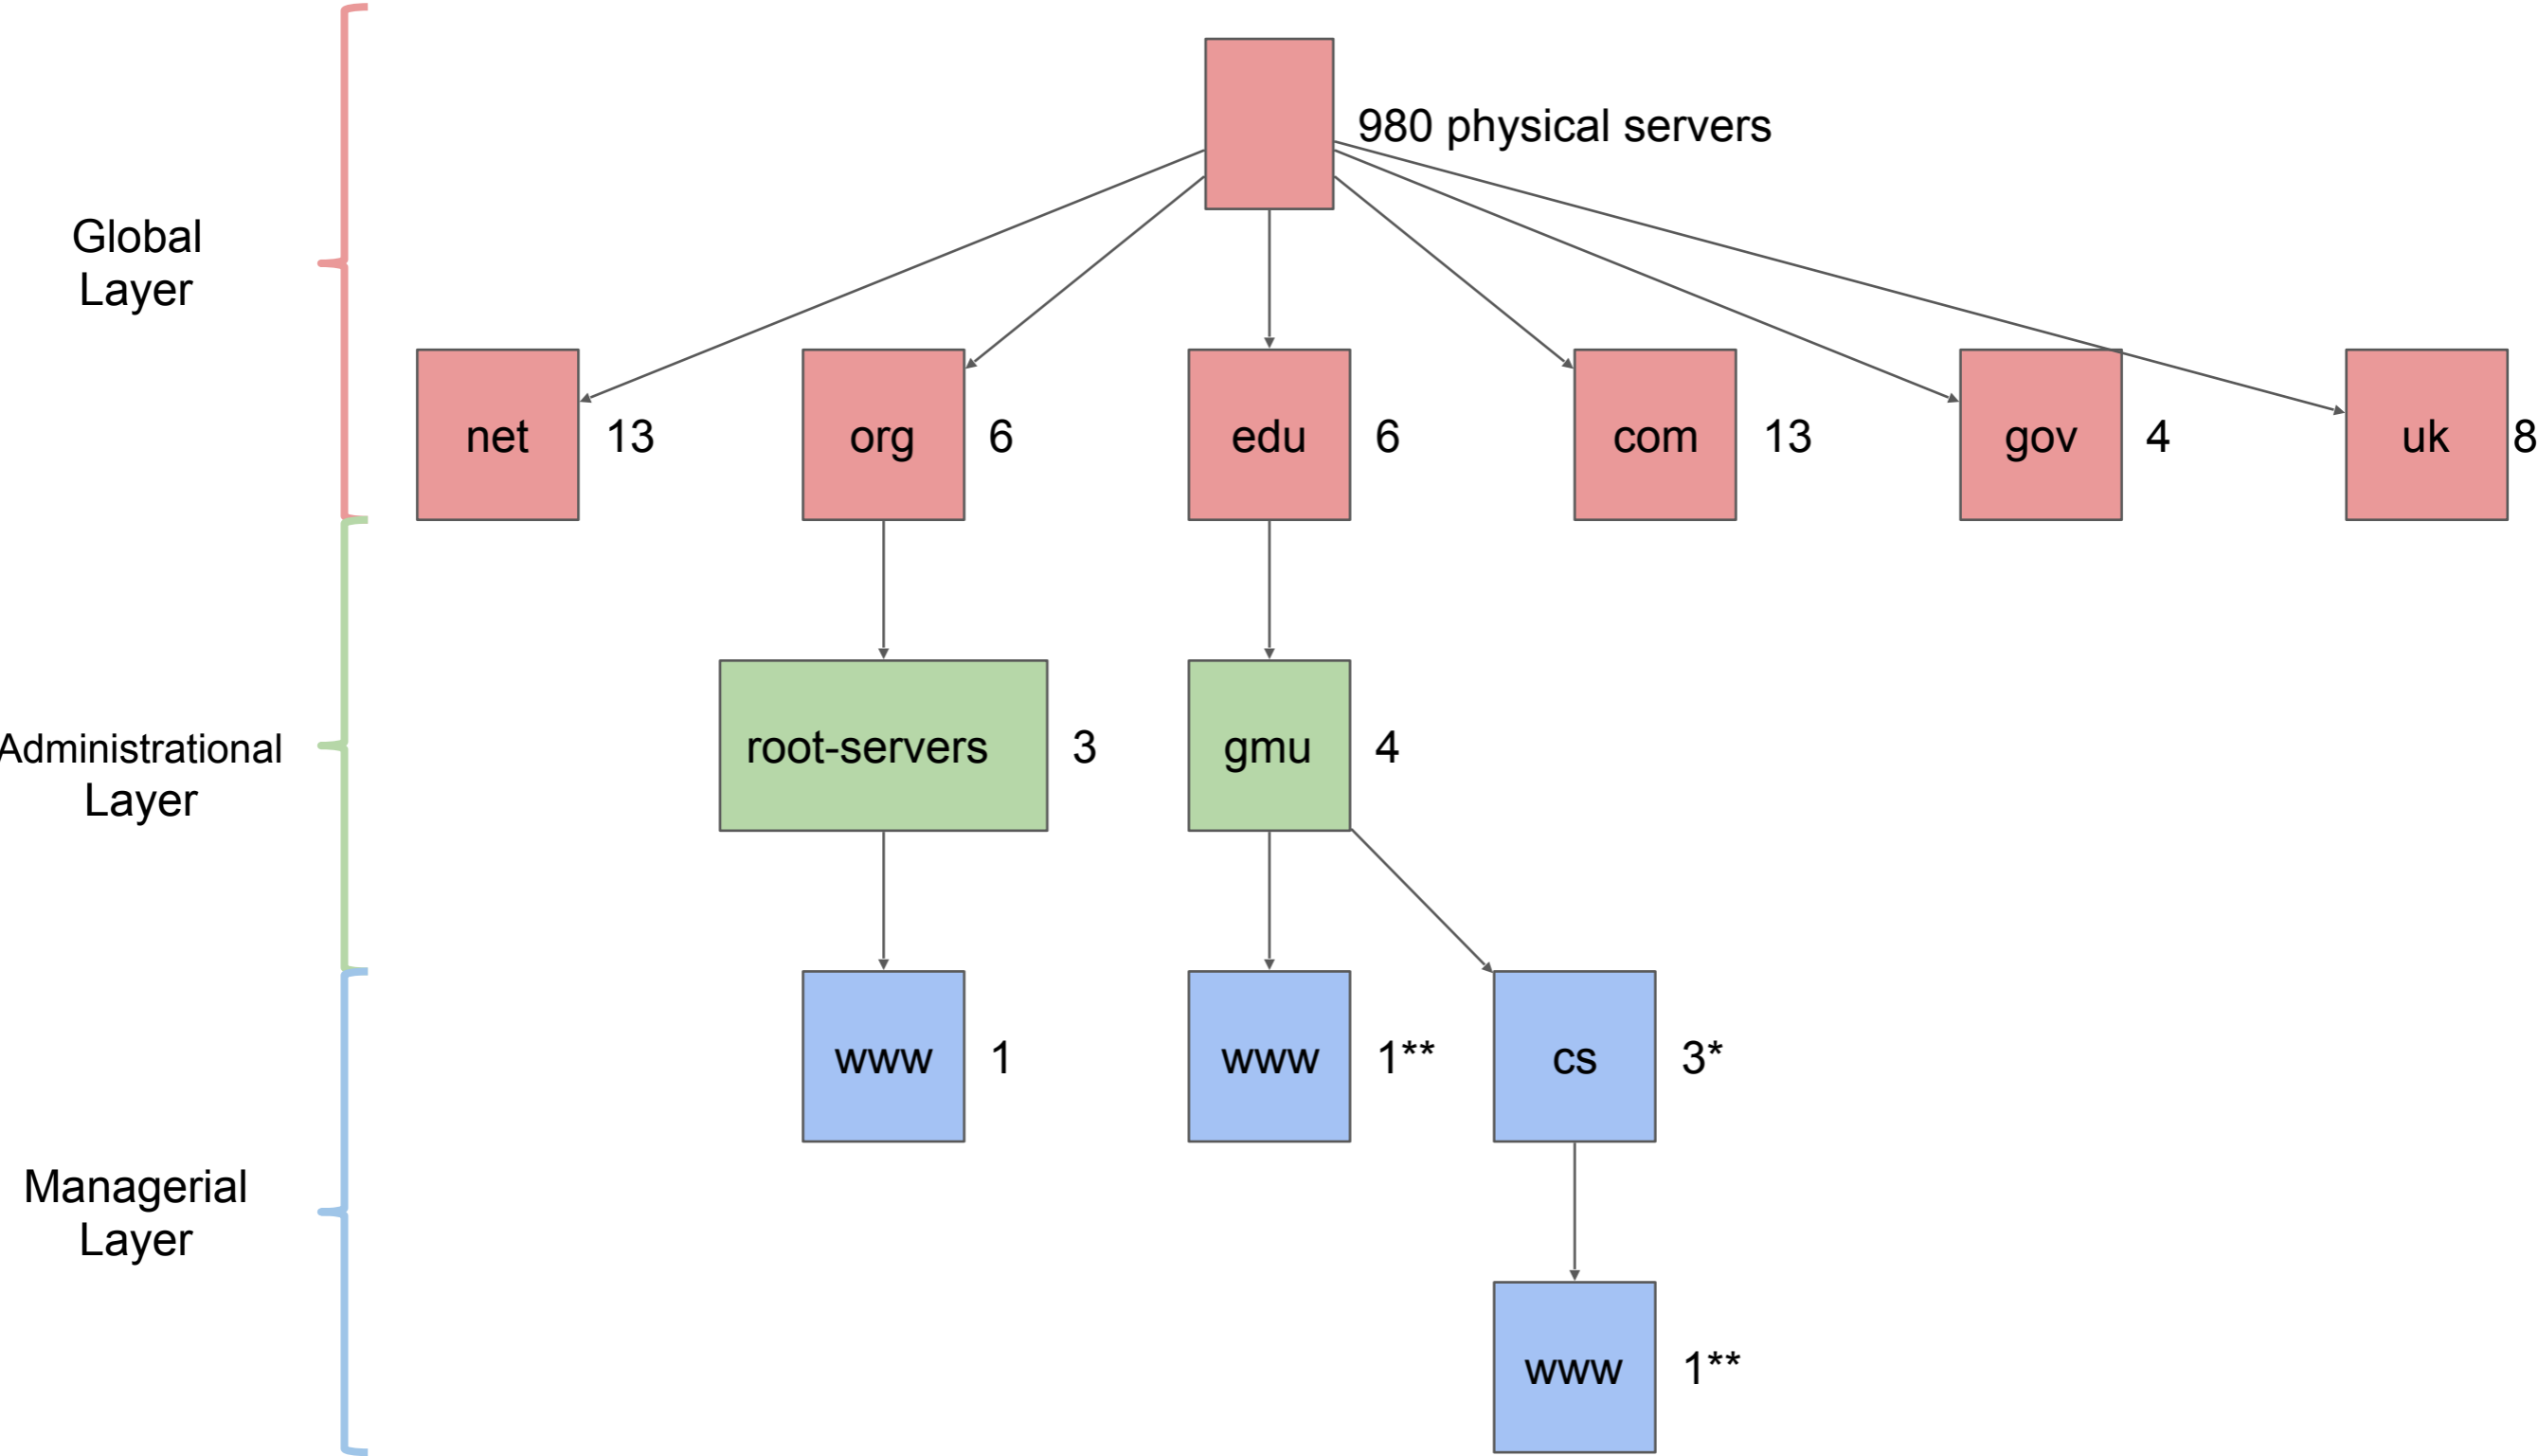 980 physical servers
Global
Layer
net 13 org 6 edu 6 com 13 gov 4 uk 8
Administrational
Layer
root-servers 3 gmu 4
www 1 www 1** cs 3*
Managerial
Layer
www 1**